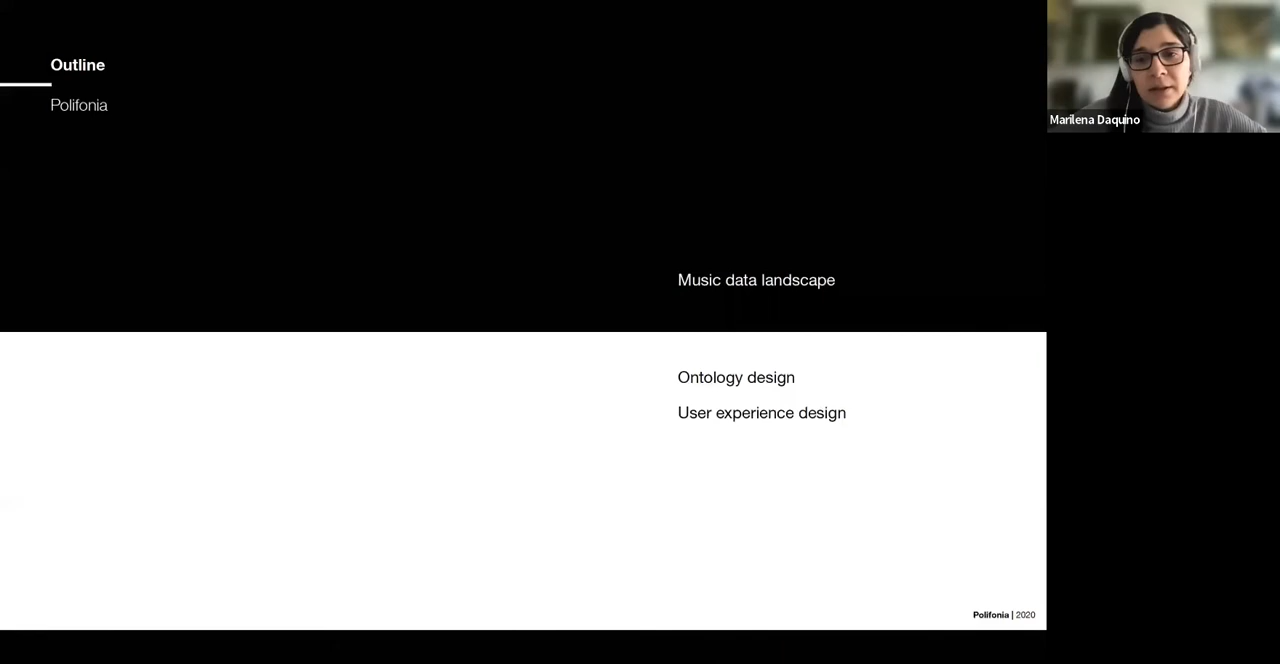 Outline
Polifonia
Marilena Daquino
Music data landscape
Ontology design
User experience design
Polifonia | 2020